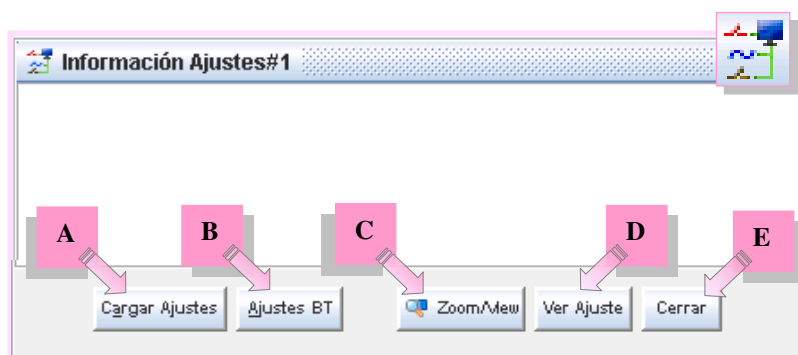 Información Ajustes#1
A
B
C
D
E
Cargar Ajustes
Ajustes BT
Zoom/View
Ver Ajuste
Cerrar